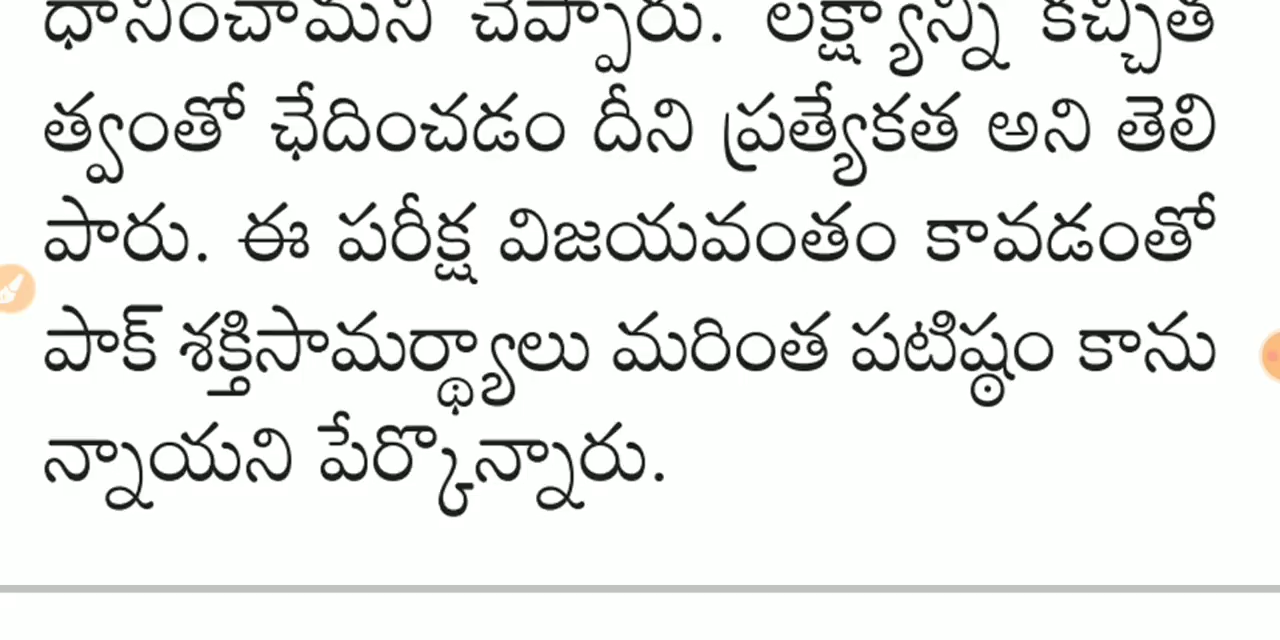 ధానించామని చెప్పారు. లక్ష్యాన్ని కచ్చిత
త్వంతో ఛేదించడం దీని ప్రత్యేకత అని తెలి
పారు. ఈ పరీక్ష విజయవంతం కావడంతో
పాక్ శక్తిసామర్థ్యాలు మరింత పటిష్ఠం కాను
న్నాయని పేర్కొన్నారు.